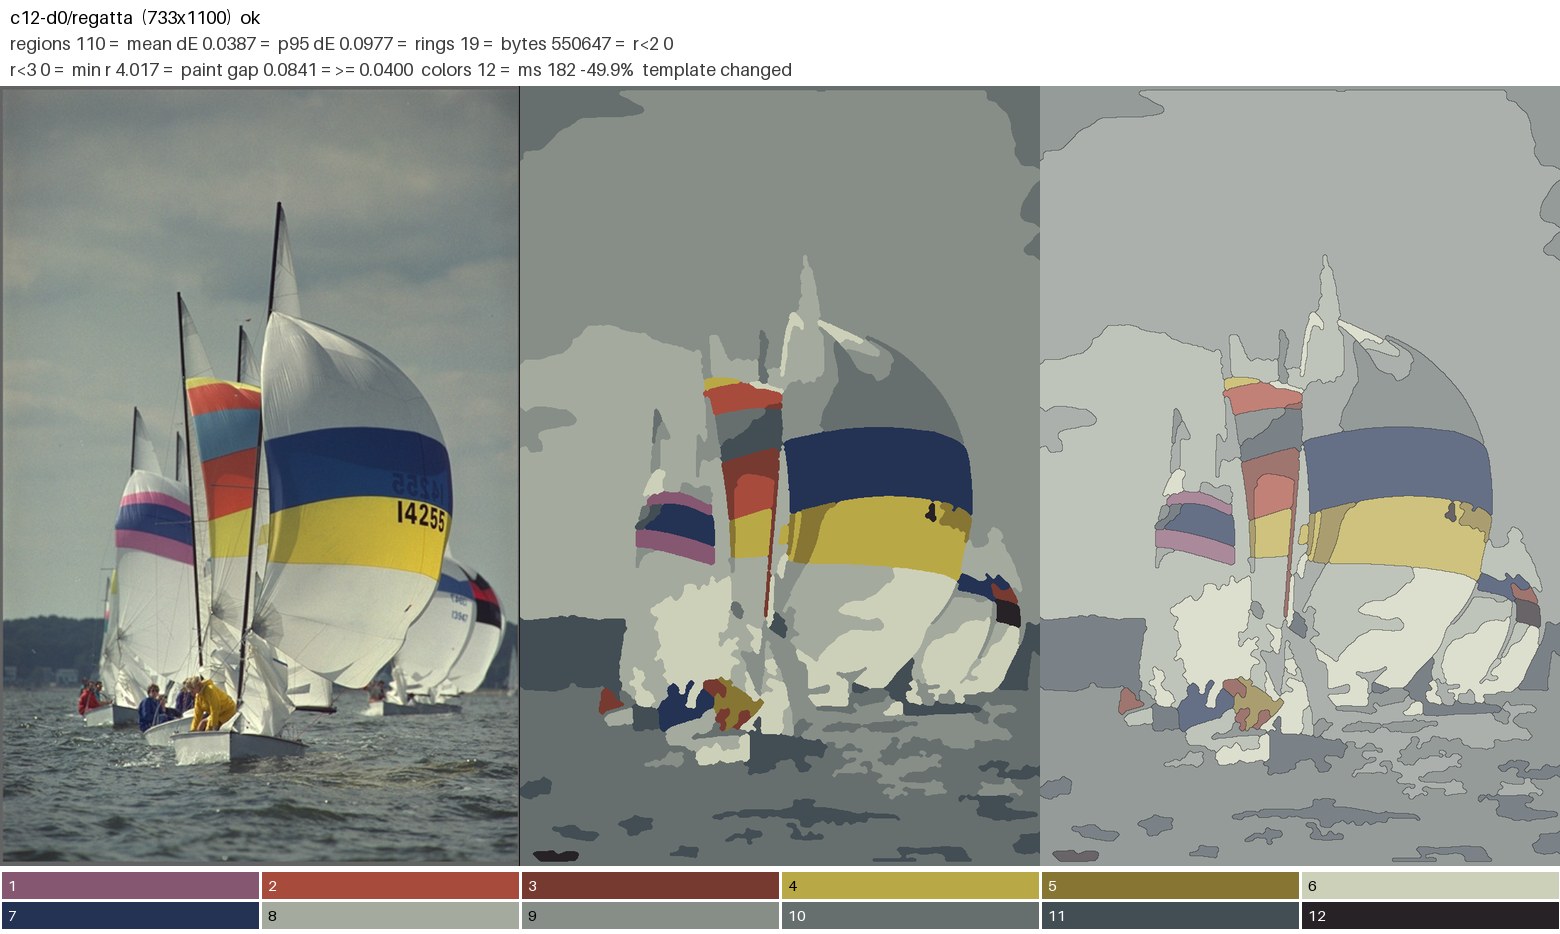 c12-d0/regatta (733x1100) ok
regions 110 = mean dE 0.0387 = p95 dE 0.0977 = rings 19 = bytes 550647 = r<2 0
r<3 0 = min r 4.017 = paint gap 0.0841 = >= 0.0400 colors 12 = ms 182 -49.9% template changed
14255
14255
1 2 3 4 5 6
7 8 9 10 11 12